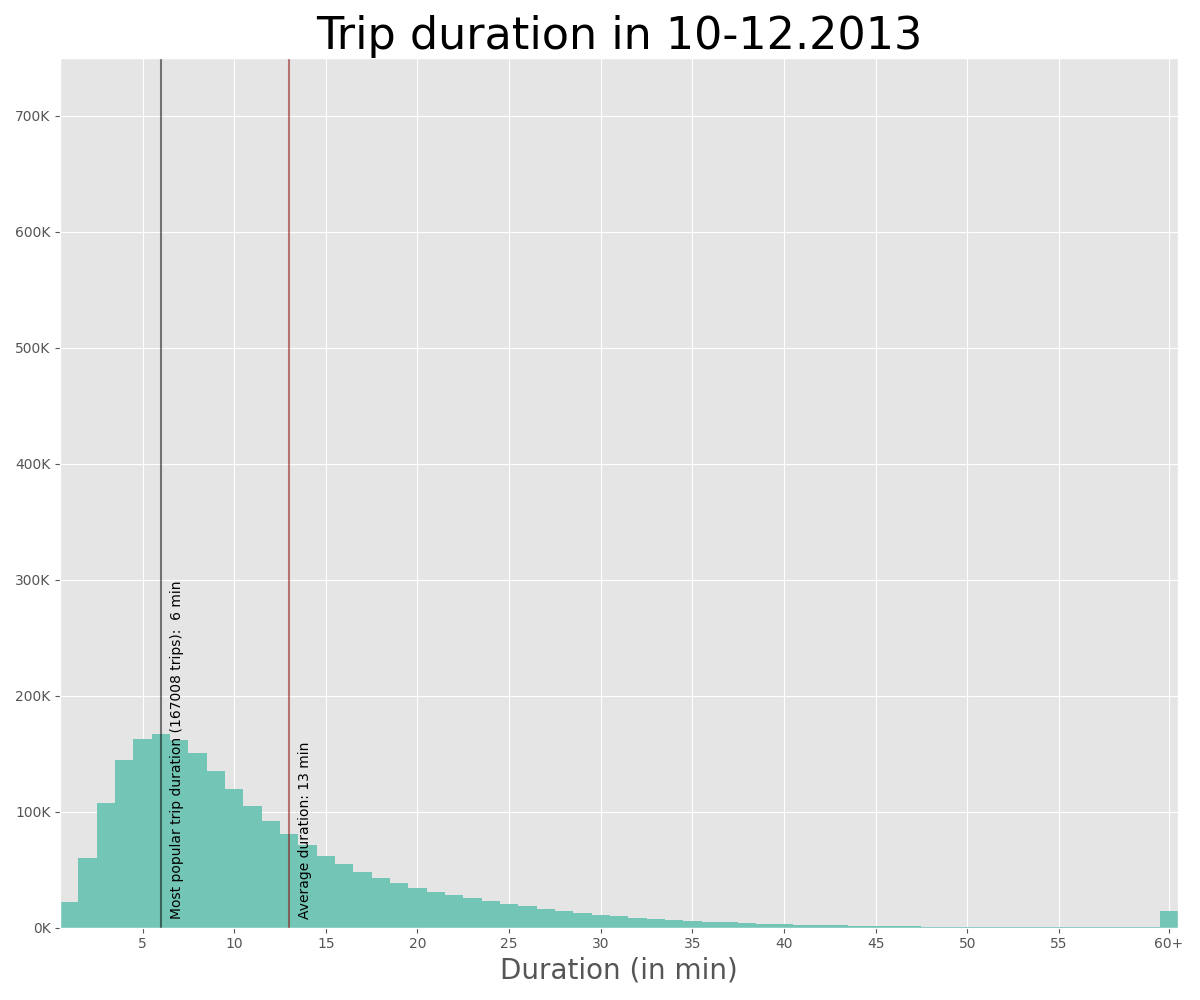 Trip duration in 10-12.2013
700K
600K
500K
400K
300K
200K
100K
0K
Most popular trip duration (167008 trips):  6 min
Average duration: 13 min
5 10 15 20 25 30 35 40 45 50 55 60+
Duration (in min)